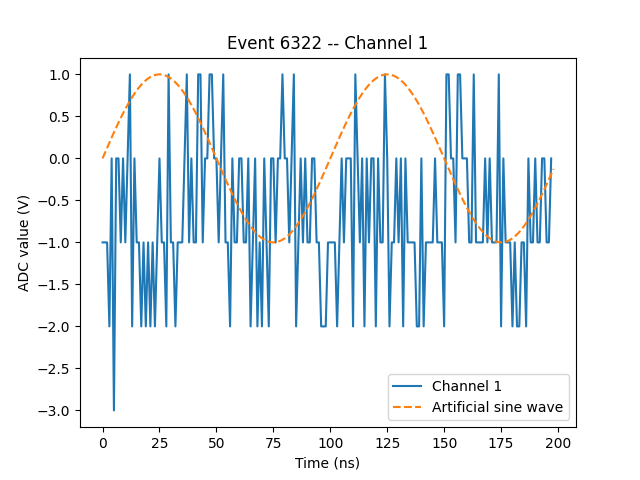 Event 6322 -- Channel 1
ADC value (V)
1.0
0.5
0.0
−0.5
−1.0
−1.5
−2.0
−2.5
−3.0
Channel 1
Artificial sine wave
0 25 50 75 100 125 150 175 200
Time (ns)